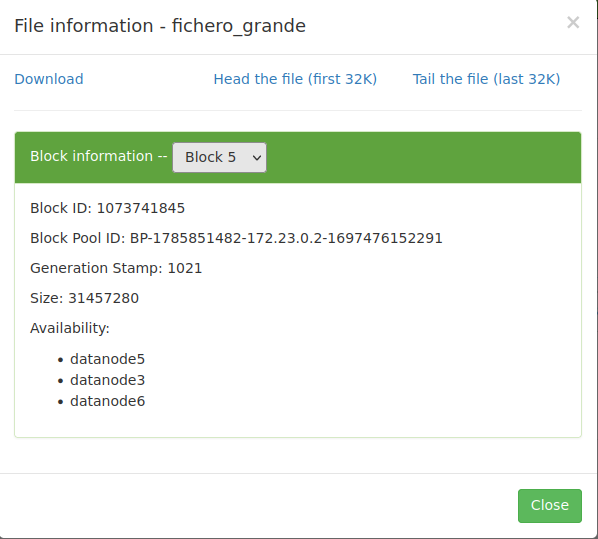 File information - fichero_grande
×
Download Head the file (first 32K) Tail the file (last 32K)
Block information -- Block 5
Block ID: 1073741845
Block Pool ID: BP-1785851482-172.23.0.2-1697476152291
Generation Stamp: 1021
Size: 31457280
Availability:
• datanode5
• datanode3
• datanode6
Close